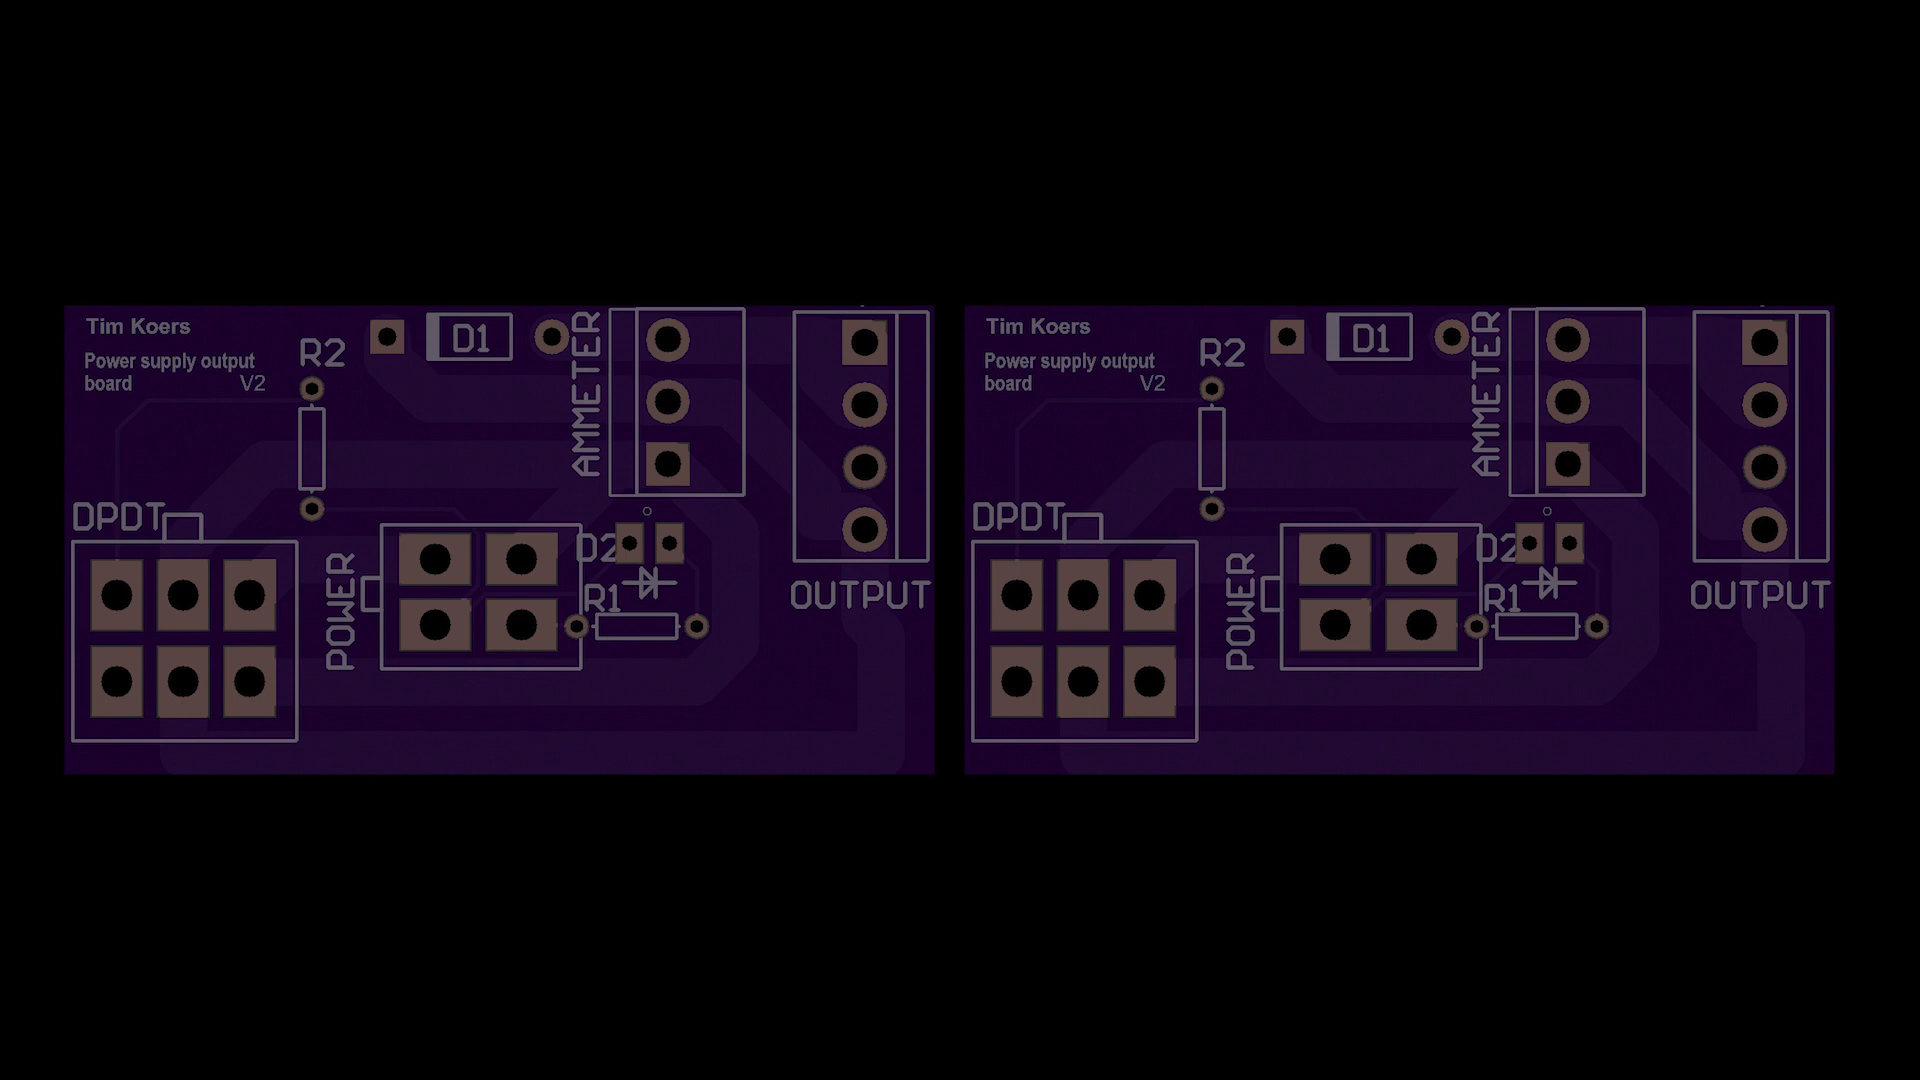 Tim Koers
Power supply output
board V2
R2
D1
AMMETER
DPDT
POWER
D2
R1
OUTPUT
Tim Koers
Power supply output
board V2
R2
D1
AMMETER
DPDT
POWER
D2
R1
OUTPUT